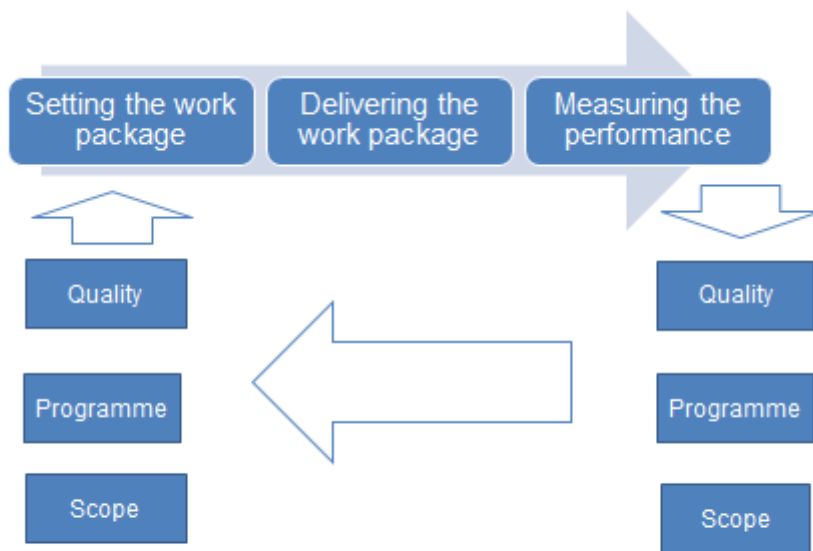 Setting the work
package
Delivering the
work package
Measuring the
performance
Quality
Quality
Programme
Programme
Scope
Scope